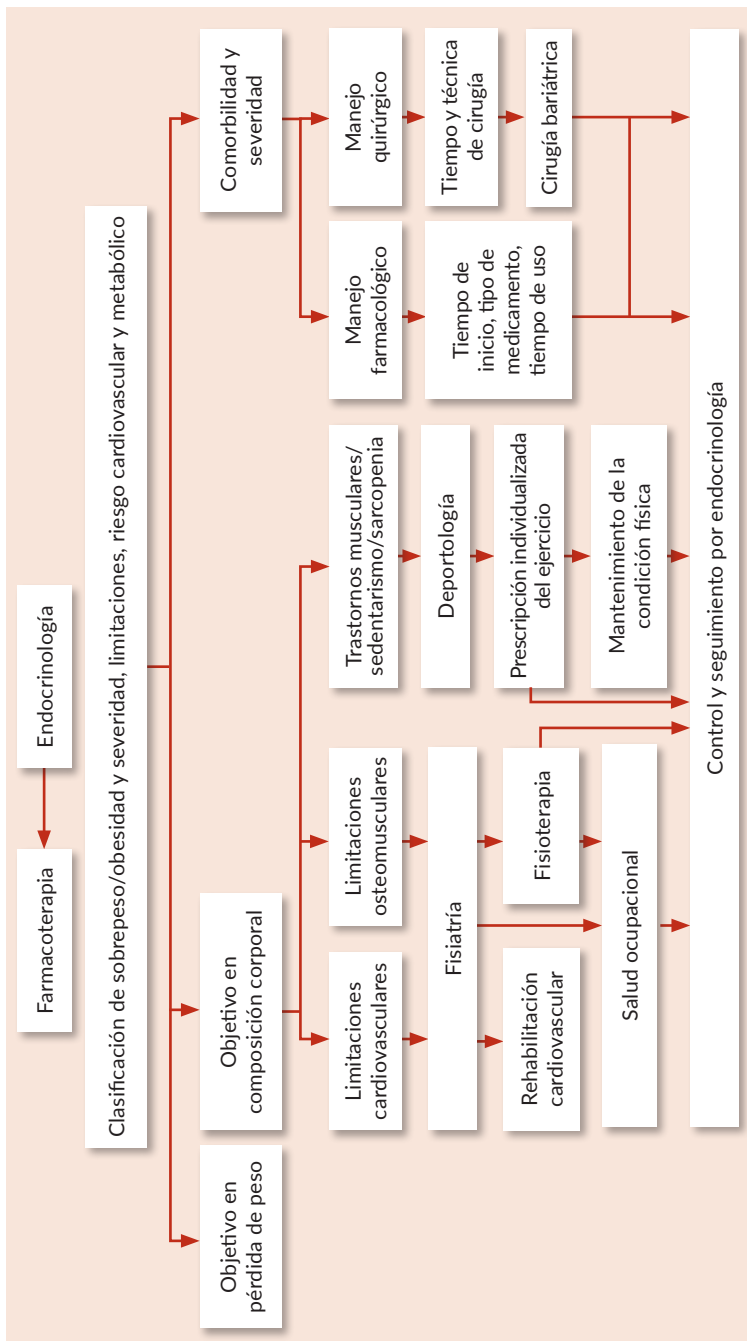 Farmacoterapia
Endocrinología
Clasificación de sobrepeso/obesidad y severidad, limitaciones, riesgo cardiovascular y metabólico
Objetivo en
pérdida de peso
Objetivo en
composición corporal
Comorbilidad y
severidad
Limitaciones
cardiovasculares
Limitaciones
osteomusculares
Trastornos musculares/
sedentarismo/sarcopenia
Manejo
farmacológico
Manejo
quirúrgico
Fisiatría
Deportología
Tiempo de
inicio, tipo de
medicamento,
tiempo de uso
Tiempo y técnica
de cirugía
Rehabilitación
cardiovascular
Fisioterapia
Prescripción individualizada
del ejercicio
Cirugía bariátrica
Salud ocupacional
Mantenimiento de la
condición física
Control y seguimiento por endocrinología